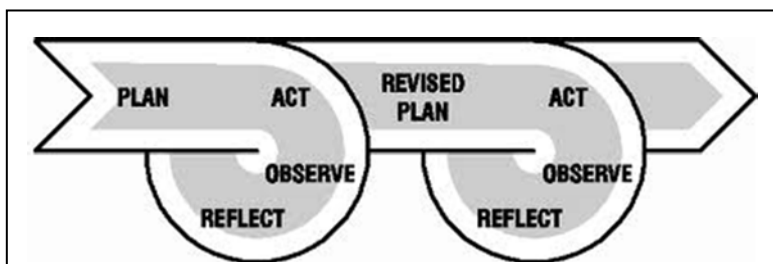 PLAN
ACT
OBSERVE
REFLECT
REVISED
PLAN
ACT
OBSERVE
REFLECT